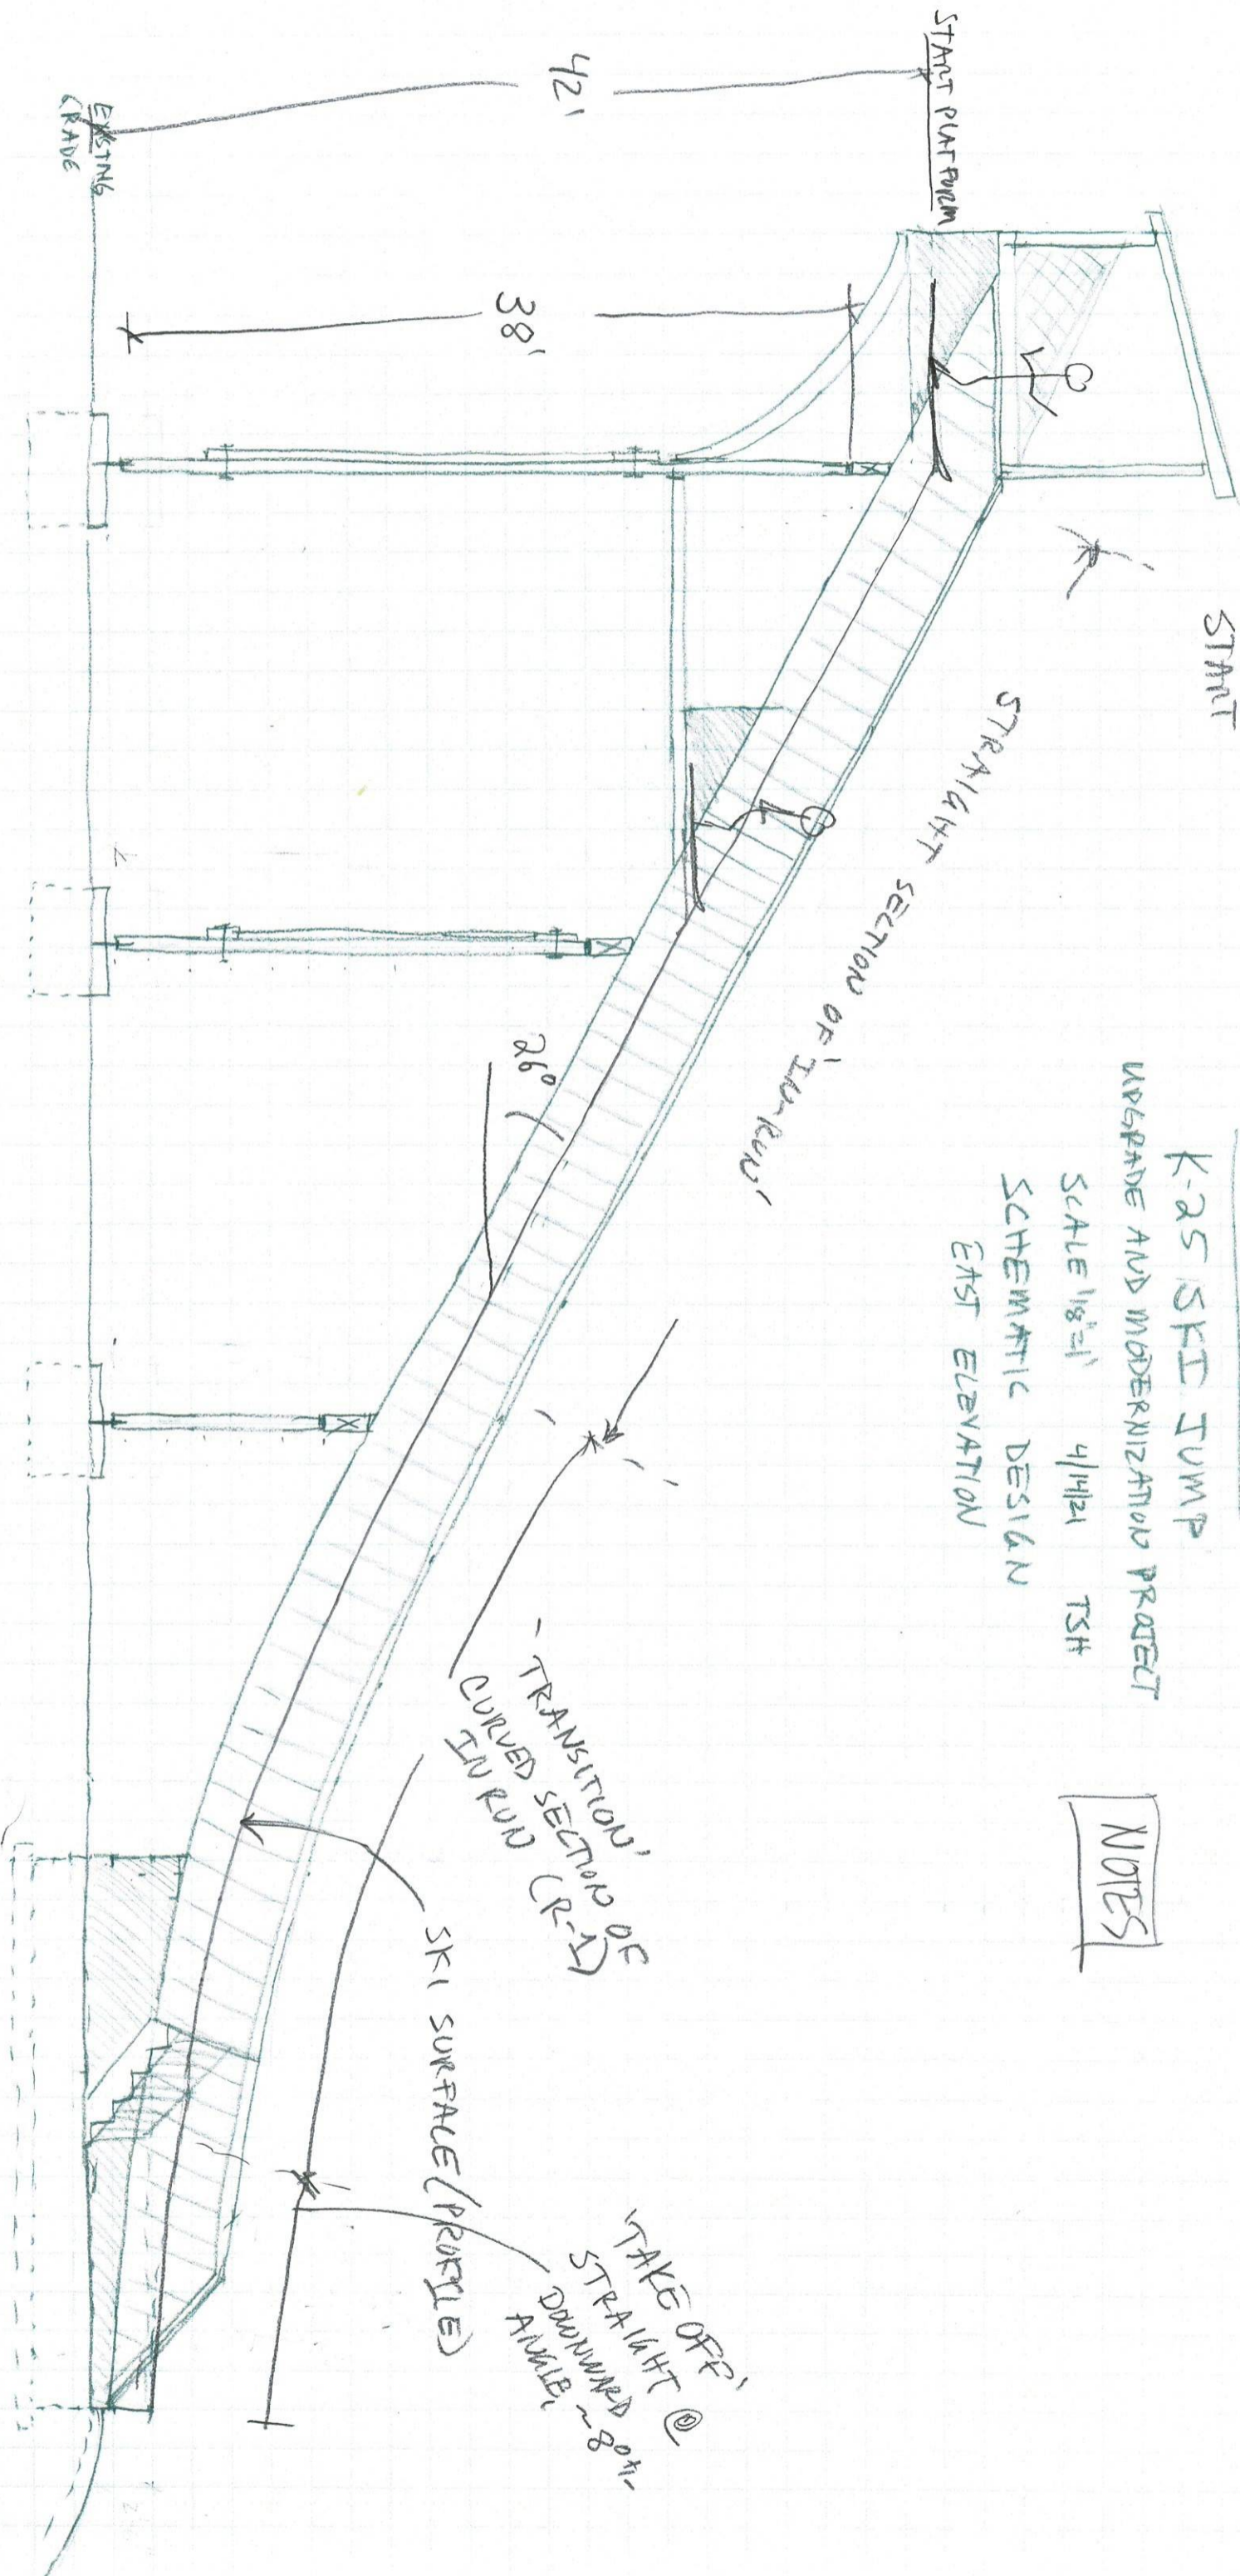 K-25 SKI JUMP
UPGRADE AND MODERNIZATION PROJECT
SCALE 1/8"=1' 4/14/21 TSH
SCHEMATIC DESIGN
EAST ELEVATION
NOTES
START
START PLATFORM
42'
38'
EXISTING
GRADE
STRAIGHT SECTION OF 'IN-RUN'
26°
- 'TRANSITION'
CURVED SECTION OF
IN RUN (R-1)
SKI SURFACE (PROFILE)
'TAKE OFF'
STRAIGHT @
DOWNWARD
ANGLE, ~8° +/-